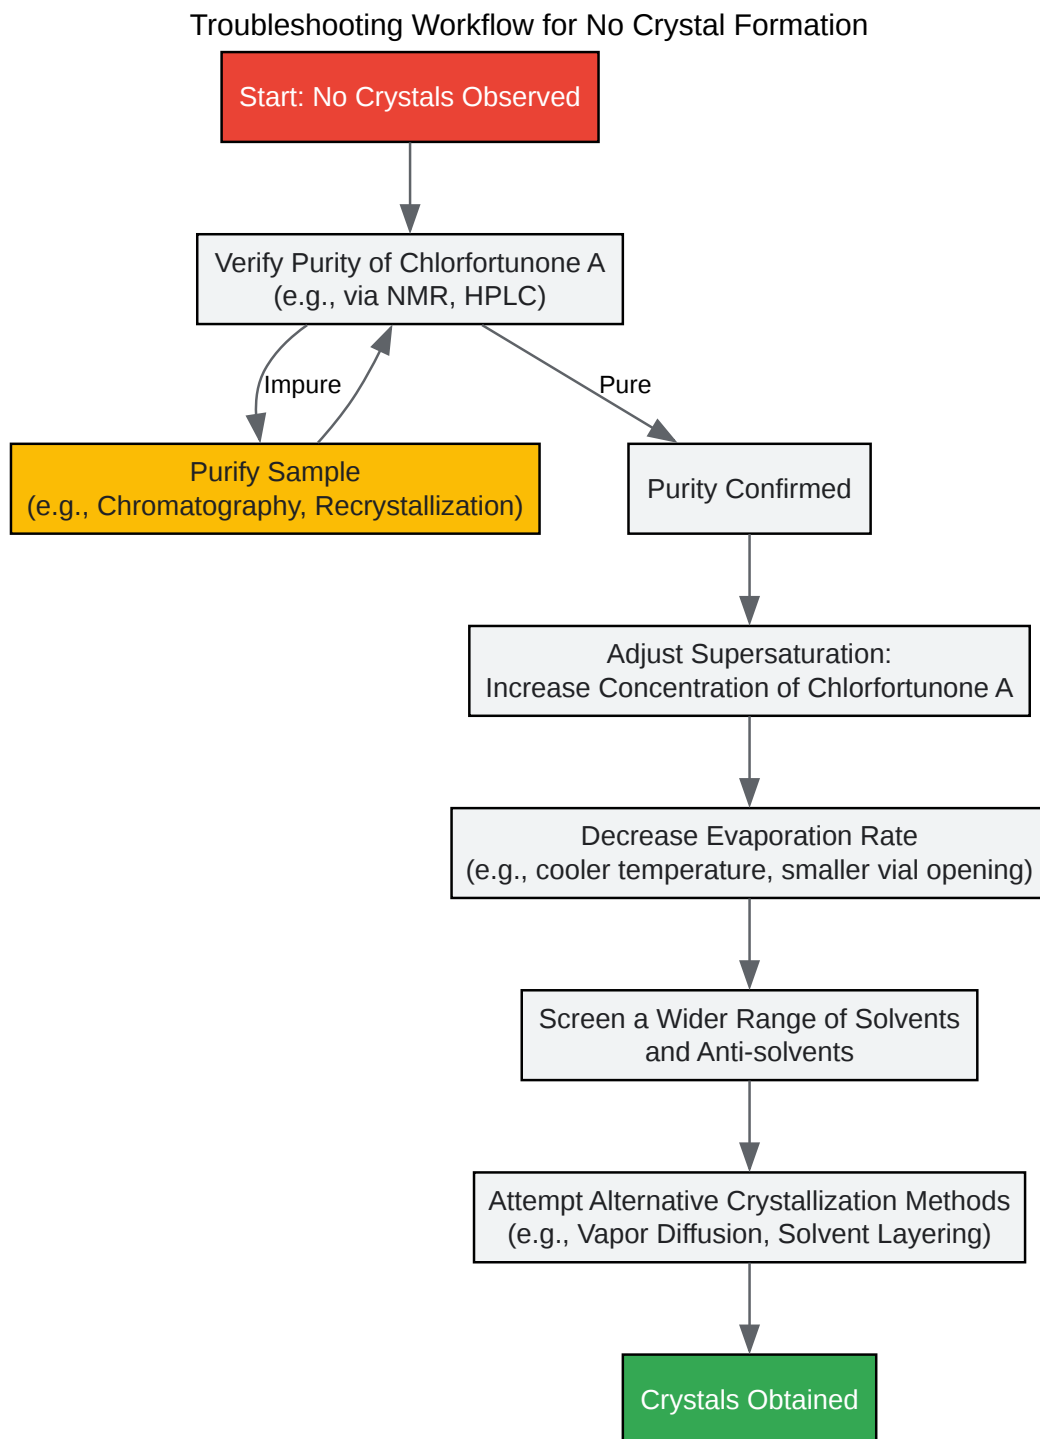 Troubleshooting Workflow for No Crystal Formation
Start: No Crystals Observed
Verify Purity of Chlorfortunone A
(e.g., via NMR, HPLC)
Impure
Pure
Purify Sample
(e.g., Chromatography, Recrystallization)
Purity Confirmed
Adjust Supersaturation:
Increase Concentration of Chlorfortunone A
Decrease Evaporation Rate
(e.g., cooler temperature, smaller vial opening)
Screen a Wider Range of Solvents
and Anti-solvents
Attempt Alternative Crystallization Methods
(e.g., Vapor Diffusion, Solvent Layering)
Crystals Obtained